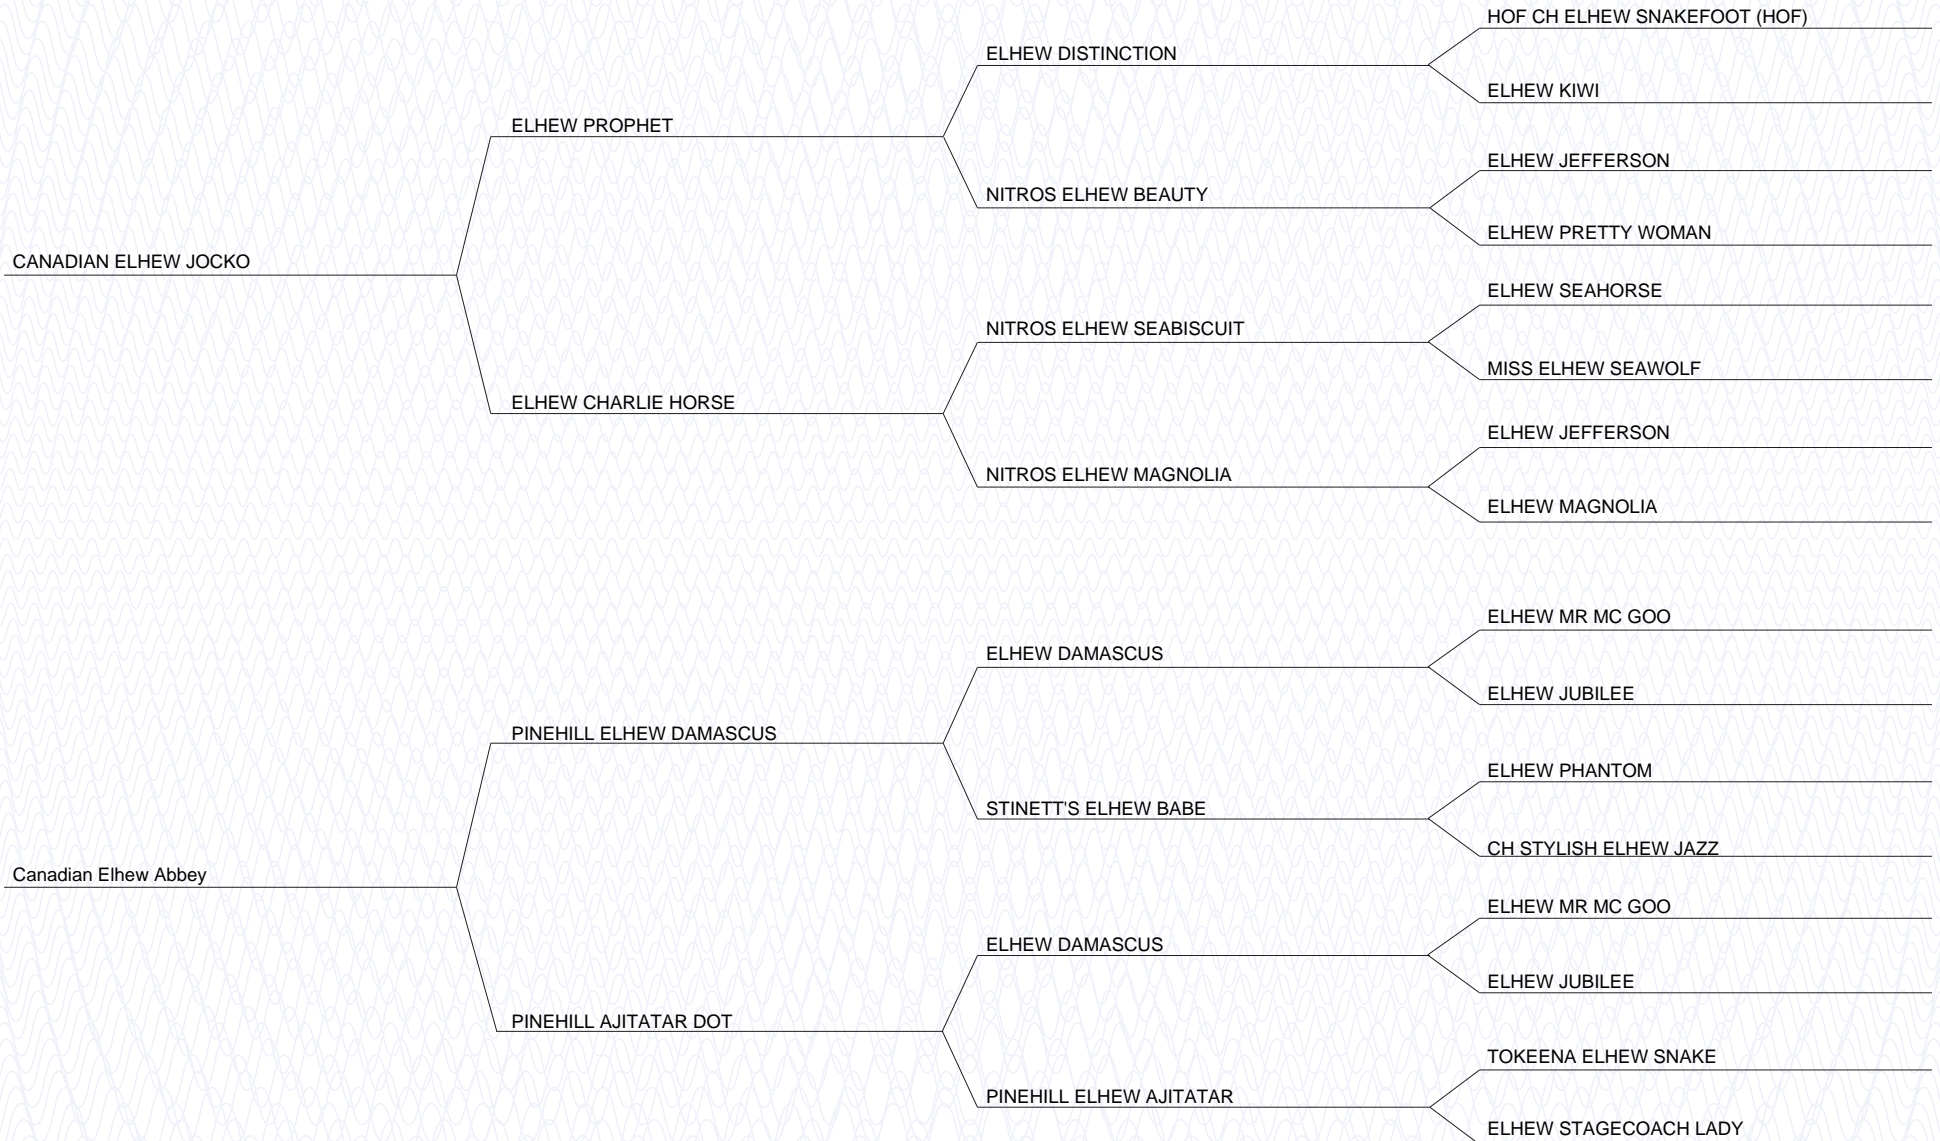 HOF CH ELHEW SNAKEFOOT (HOF)
ELHEW DISTINCTION
ELHEW KIWI
ELHEW PROPHET
ELHEW JEFFERSON
NITROS ELHEW BEAUTY
ELHEW PRETTY WOMAN
CANADIAN ELHEW JOCKO
ELHEW SEAHORSE
NITROS ELHEW SEABISCUIT
MISS ELHEW SEAWOLF
ELHEW CHARLIE HORSE
ELHEW JEFFERSON
NITROS ELHEW MAGNOLIA
ELHEW MAGNOLIA
ELHEW MR MC GOO
ELHEW DAMASCUS
ELHEW JUBILEE
PINEHILL ELHEW DAMASCUS
ELHEW PHANTOM
STINETT'S ELHEW BABE
CH STYLISH ELHEW JAZZ
Canadian Elhew Abbey
ELHEW MR MC GOO
ELHEW DAMASCUS
ELHEW JUBILEE
PINEHILL AJITATAR DOT
TOKEENA ELHEW SNAKE
PINEHILL ELHEW AJITATAR
ELHEW STAGECOACH LADY